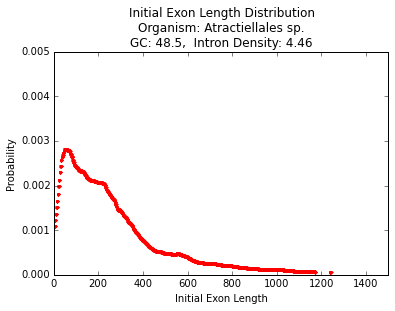 Initial Exon Length Distribution
Organism: Atractiellales sp.
GC: 48.5,  Intron Density: 4.46
0.005
0.004
0.003
0.002
0.001
0.000
Probability
0 200 400 600 800 1000 1200 1400
Initial Exon Length